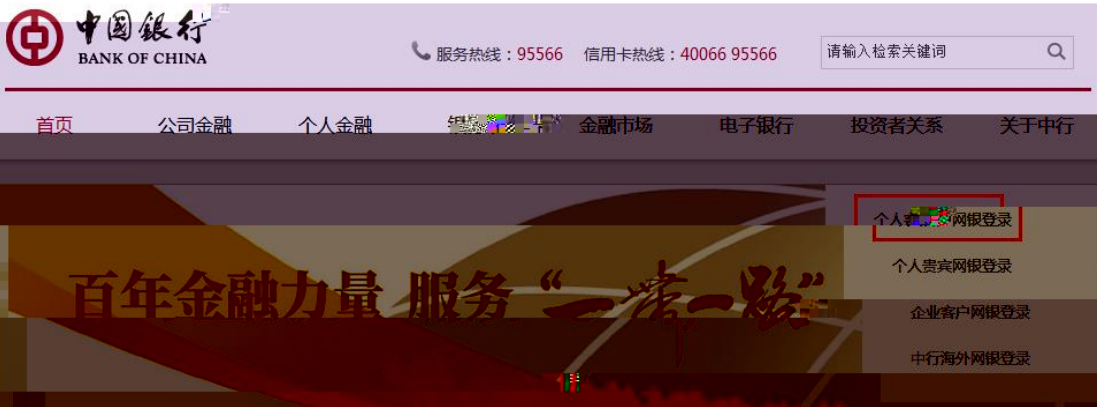 中国银行
BANK OF CHINA
服务热线：95566 信用卡热线：40066 95566
请输入检索关键词
首页 公司金融 个人金融 金融市场 电子银行 投资者关系 关于中行
个人 网银登录
个人贵宾网银登录
百年金融力量 服务“一带一路”
企业客户网银登录
中行海外网银登录